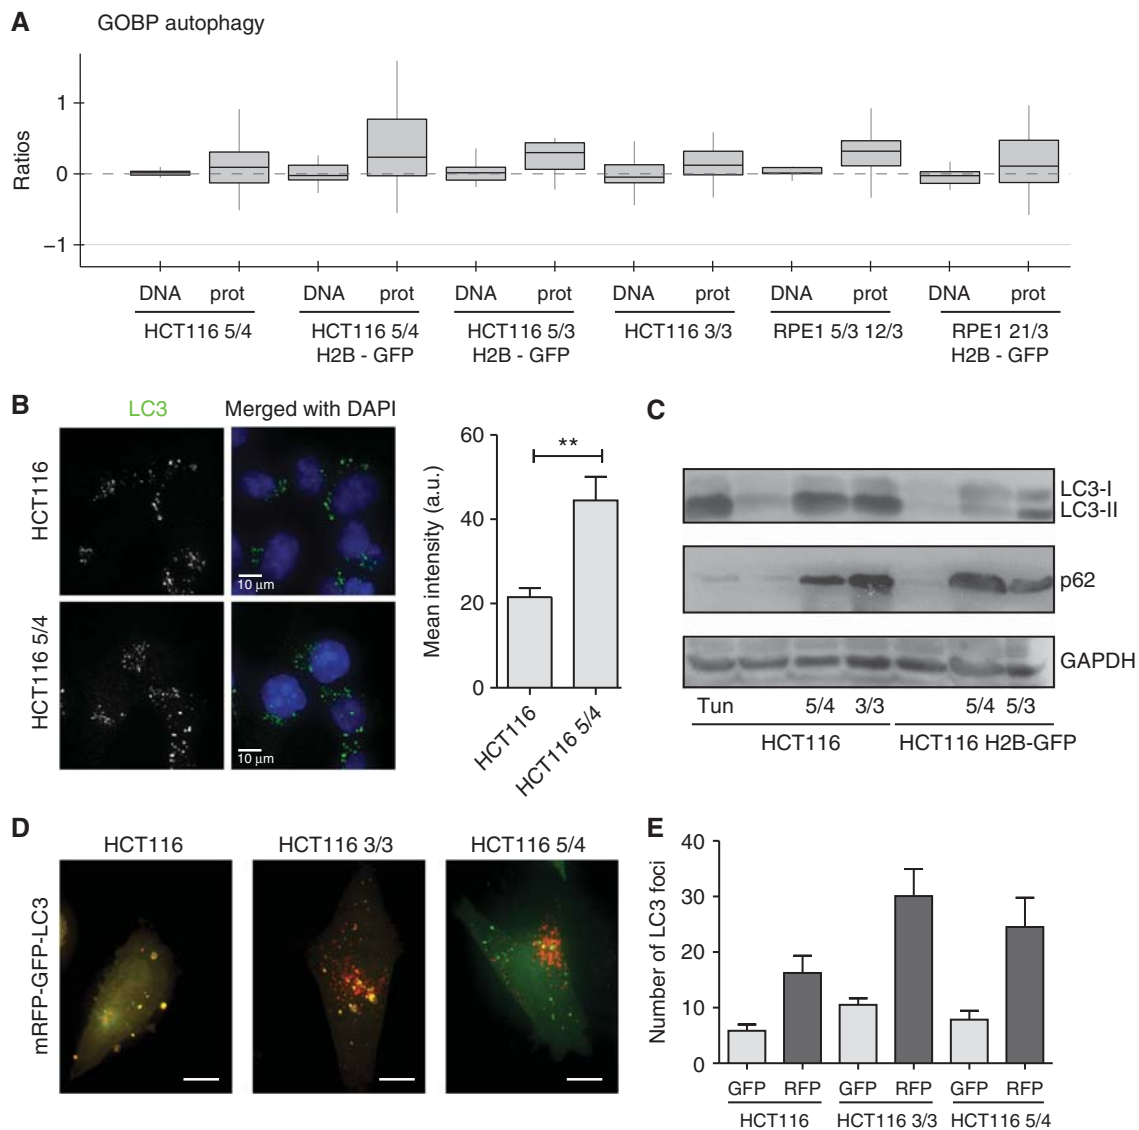 A GOBP autophagy
Ratios
1
0
−1
DNA prot DNA prot DNA prot DNA prot DNA prot DNA prot
HCT116 5/4 HCT116 5/4 HCT116 5/3 HCT116 3/3 RPE1 5/3 12/3 RPE1 21/3
H2B - GFP H2B - GFP H2B - GFP
B
LC3 Merged with DAPI
HCT116
10 μm
HCT116 5/4
10 μm
Mean intensity (a.u.)
60
40
20
0
**
HCT116 HCT116 5/4
C
LC3-I
LC3-II
p62
GAPDH
Tun 5/4 3/3 5/4 5/3
HCT116 HCT116 H2B-GFP
D
HCT116 HCT116 3/3 HCT116 5/4
mRFP-GFP-LC3
E
Number of LC3 foci
40
30
20
10
0
GFP RFP GFP RFP GFP RFP
HCT116 HCT116 3/3 HCT116 5/4